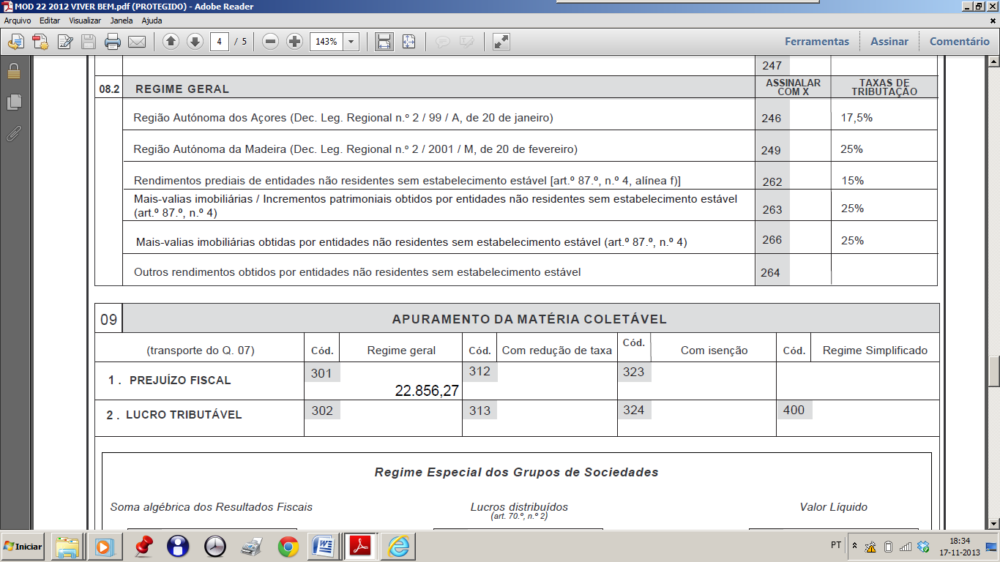 MOD 22 2012 VIVER BEM.pdf (PROTEGIDO) - Adobe Reader
Arquivo Editar Visualizar Janela Ajuda
4 / 5 143% Ferramentas Assinar Comentário
247
08.2 REGIME GERAL ASSINALAR COM X TAXAS DE TRIBUTAÇÃO
Região Autónoma dos Açores (Dec. Leg. Regional n.º 2 / 99 / A, de 20 de janeiro) 246 17,5%
Região Autónoma da Madeira (Dec. Leg. Regional n.º 2 / 2001 / M, de 20 de fevereiro) 249 25%
Rendimentos prediais de entidades não residentes sem estabelecimento estável [art.º 87.º, n.º 4, alínea f)] 262 15%
Mais-valias imobiliárias / Incrementos patrimoniais obtidos por entidades não residentes sem estabelecimento estável
(art.º 87.º, n.º 4) 263 25%
Mais-valias imobiliárias obtidas por entidades não residentes sem estabelecimento estável (art.º 87.º, n.º 4) 266 25%
Outros rendimentos obtidos por entidades não residentes sem estabelecimento estável 264
09 APURAMENTO DA MATÉRIA COLETÁVEL
(transporte do Q. 07) Cód. Regime geral Cód. Com redução de taxa Cód. Com isenção Cód. Regime Simplificado
1 . PREJUÍZO FISCAL 301 22.856,27 312 323
2 . LUCRO TRIBUTÁVEL 302 313 324 400
Regime Especial dos Grupos de Sociedades
Soma algébrica dos Resultados Fiscais Lucros distribuídos Valor Líquido
(art. 70.º, n.º 2)
Iniciar PT 18:34
17-11-2013